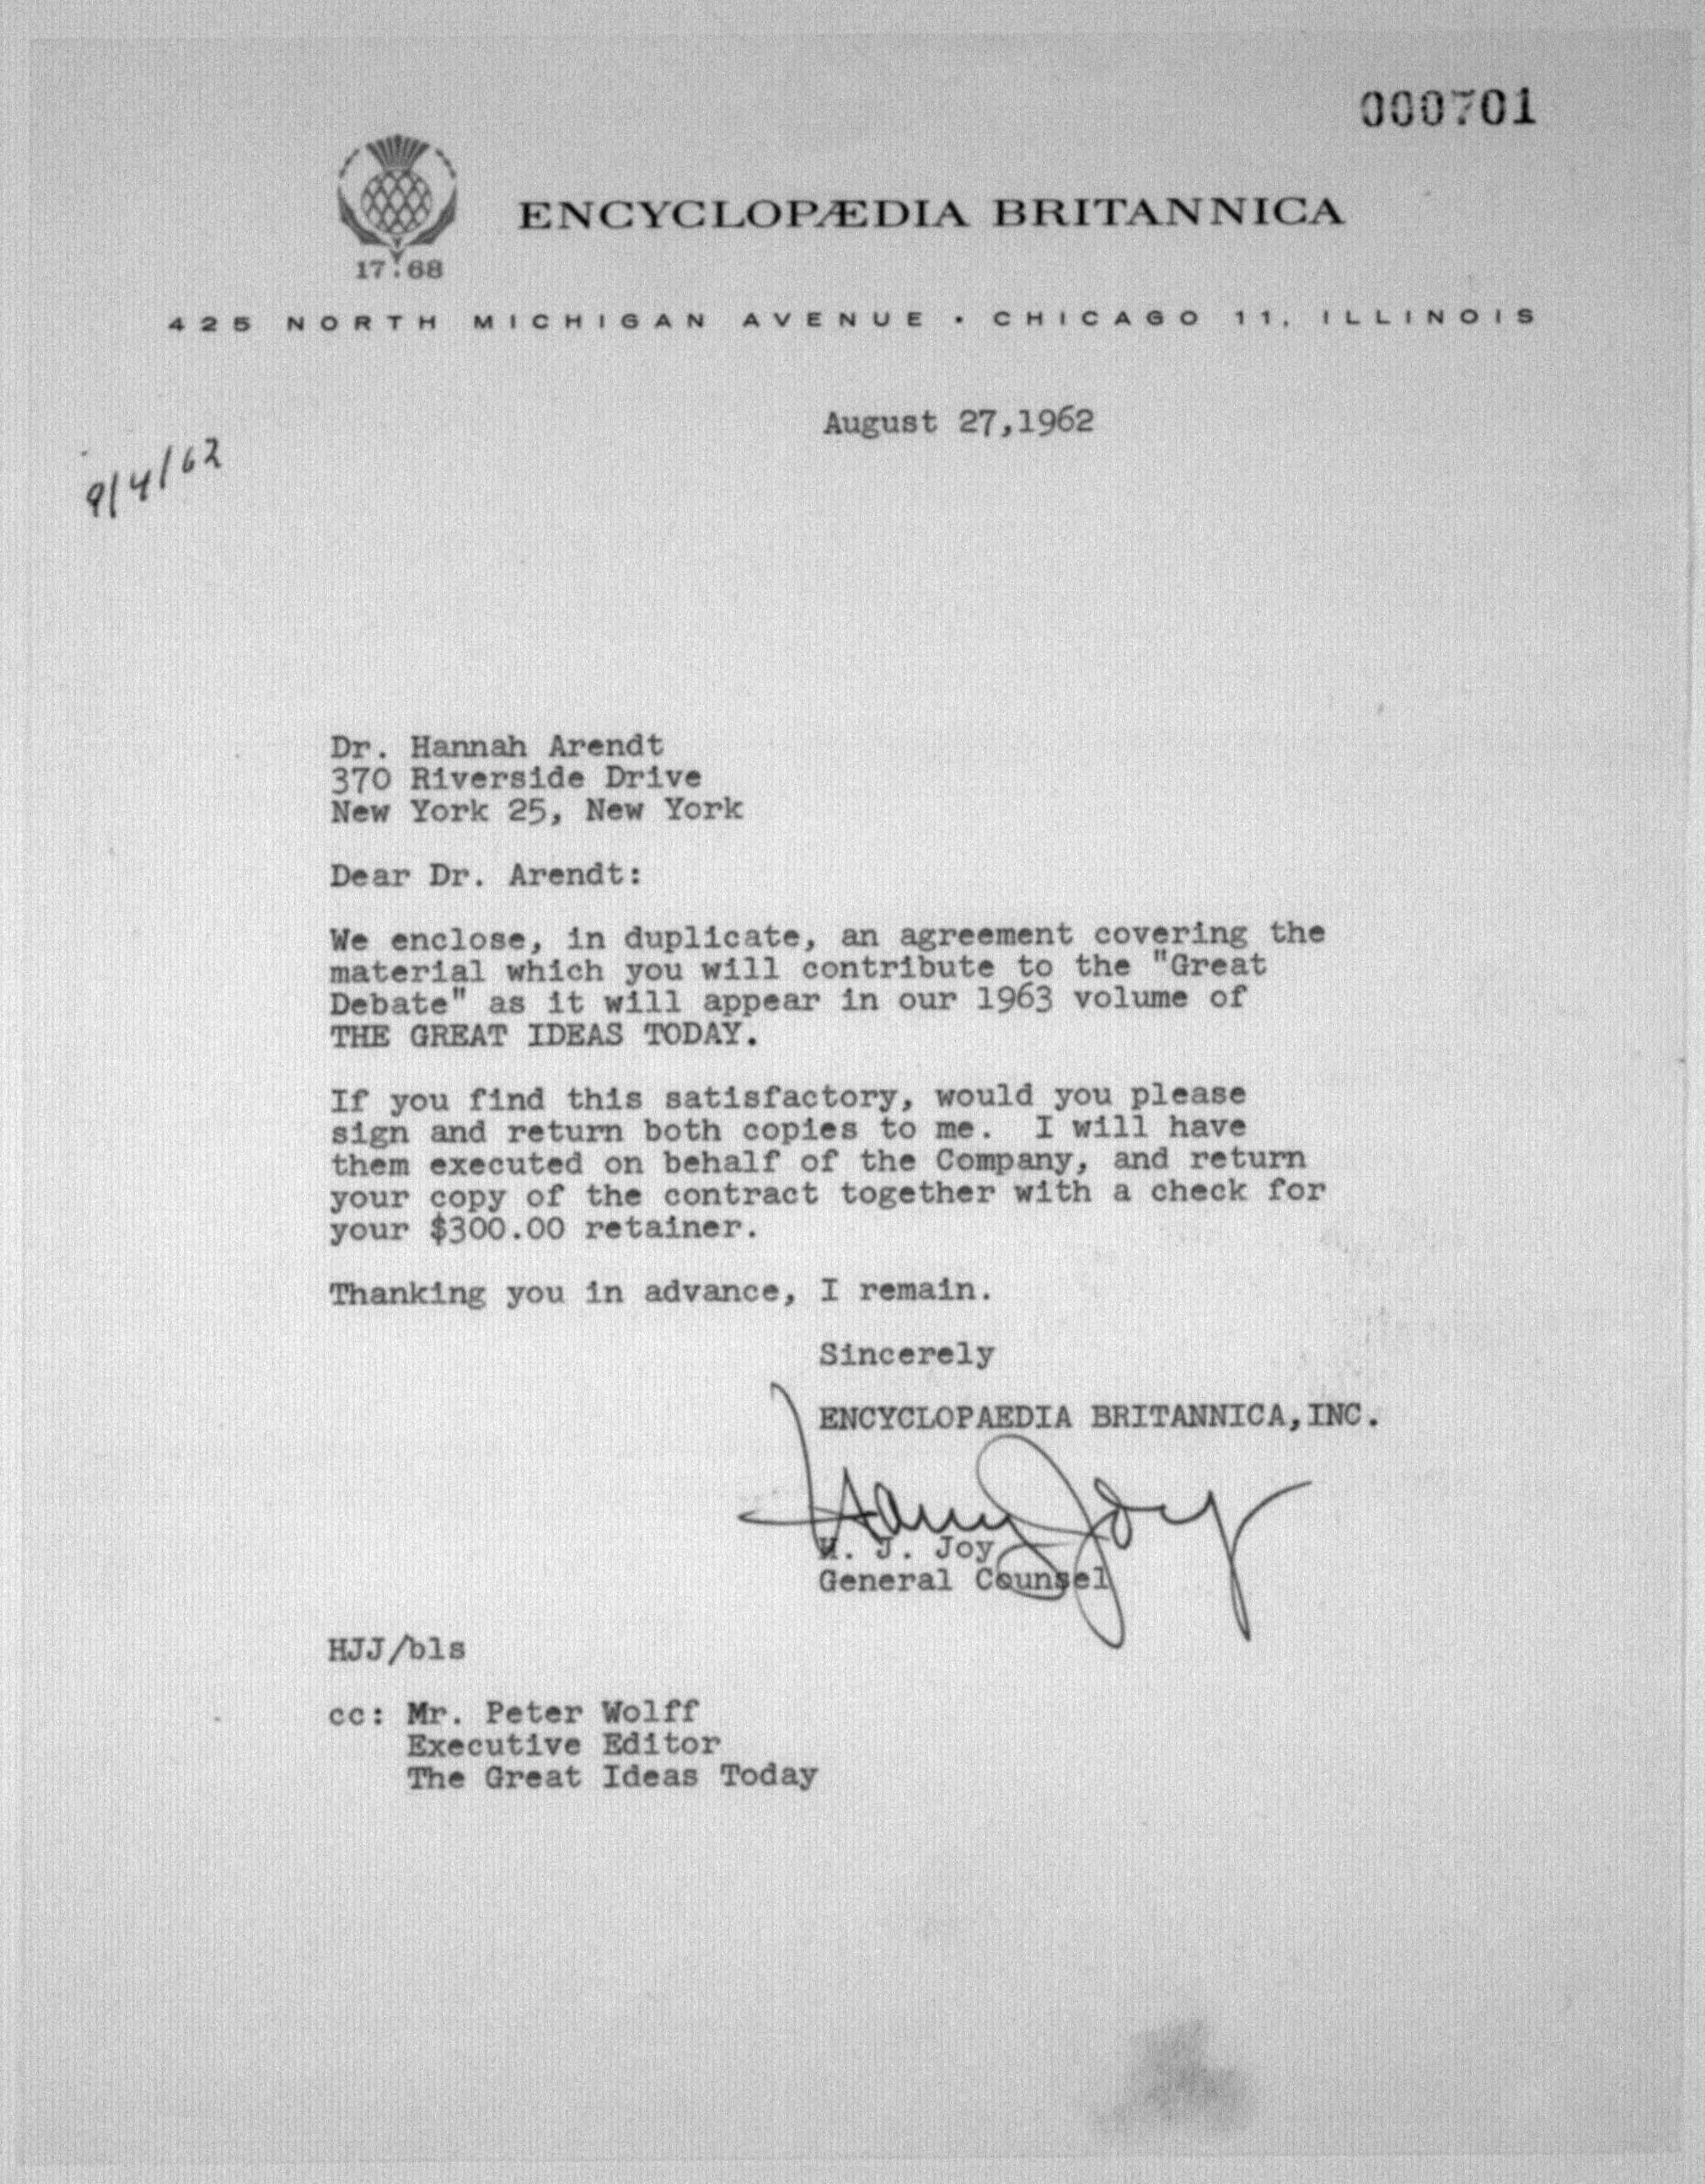 000701
ENCYCLOPÆDIA BRITANNICA
17:68
425 NORTH MICHIGAN AVENUE • CHICAGO 11, ILLINOIS
August 27,1962
9/4/62
Dr. Hannah Arendt
370 Riverside Drive
New York 25, New York
Dear Dr. Arendt:
We enclose, in duplicate, an agreement covering the
material which you will contribute to the "Great
Debate" as it will appear in our 1963 volume of
THE GREAT IDEAS TODAY.
If you find this satisfactory, would you please
sign and return both copies to me.  I will have
them executed on behalf of the Company, and return
your copy of the contract together with a check for
your $300.00 retainer.
Thanking you in advance, I remain.
Sincerely
ENCYCLOPAEDIA BRITANNICA,INC.
Harry Joy
H. J. Joy
General Counsel
HJJ/bls
cc: Mr. Peter Wolff
Executive Editor
The Great Ideas Today